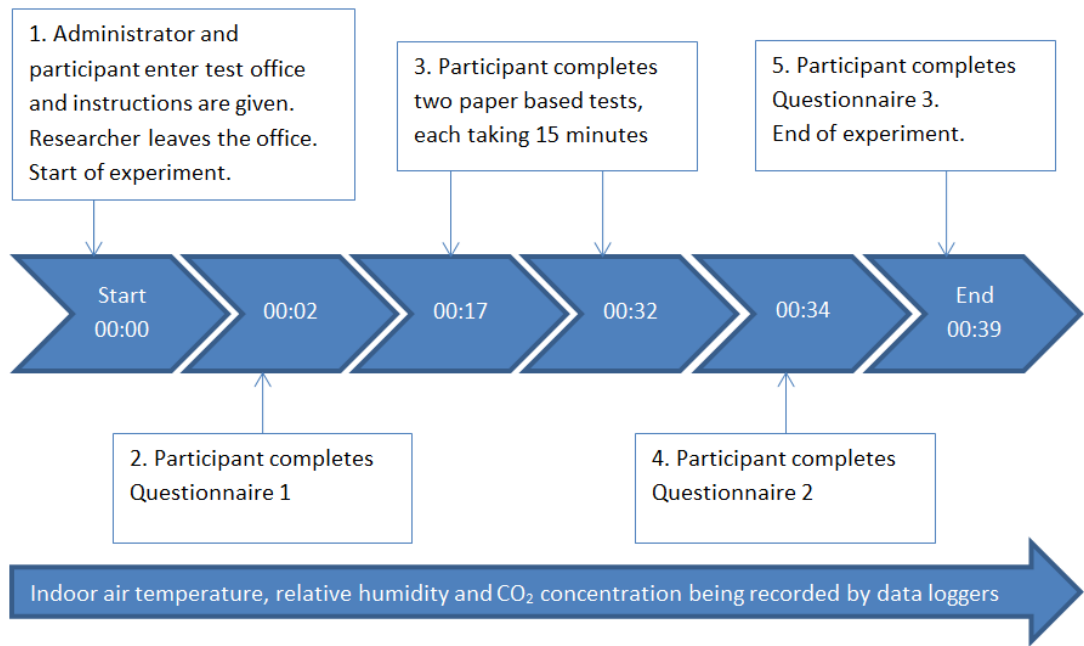 1. Administrator and
participant enter test office
and instructions are given.
Researcher leaves the office.
Start of experiment.
3. Participant completes
two paper based tests,
each taking 15 minutes
5. Participant completes
Questionnaire 3.
End of experiment.
Start
00:00
00:02
00:17
00:32
00:34
End
00:39
2. Participant completes
Questionnaire 1
4. Participant completes
Questionnaire 2
Indoor air temperature, relative humidity and CO₂ concentration being recorded by data loggers